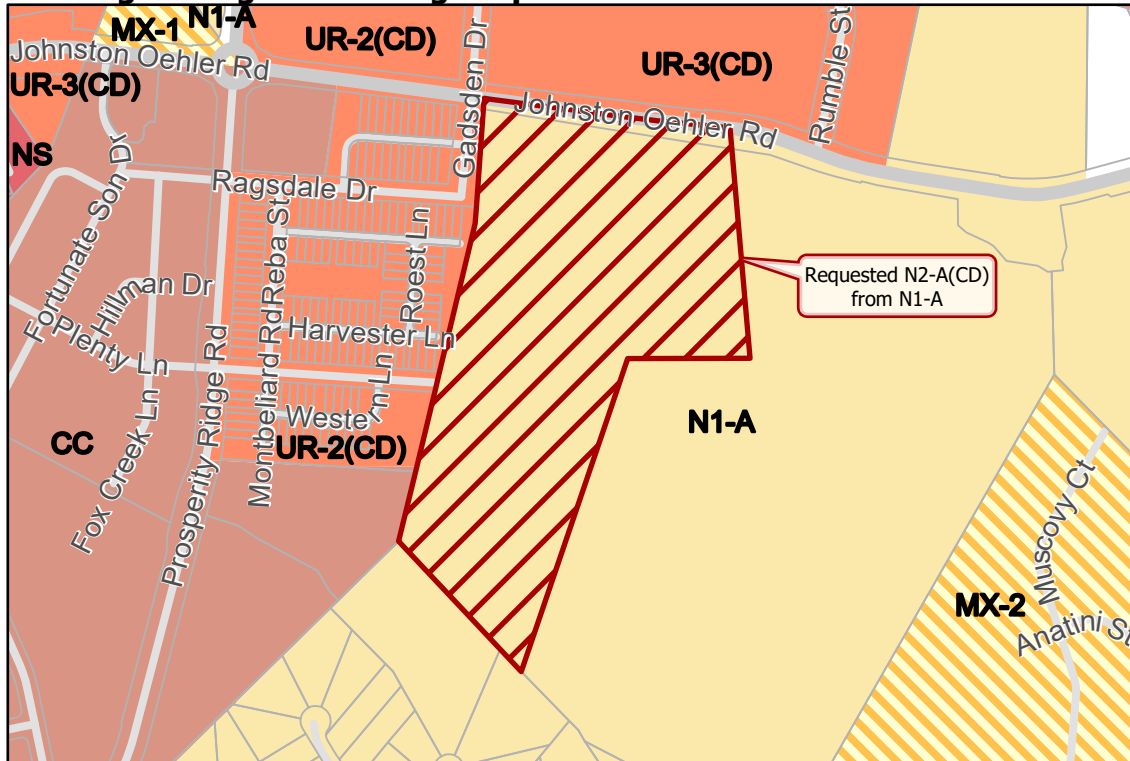 N1-A
MX-1
UR-2(CD)
Gadsden Dr
UR-3(CD)
Rumble St
Johnston Oehler Rd
UR-3(CD)
Johnston Oehler Rd
NS
Fortunate Son Dr
Ragsdale Dr
Reba St
Roest Ln
Hillman Dr
Requested N2-A(CD)
from N1-A
Plenty Ln
Harvester Ln
Prosperity Ridge Rd
Montbeliard Rd
Western Ln
UR-2(CD)
N1-A
CC
Fox Creek Ln
Muscovy Ct
MX-2
Anatini St